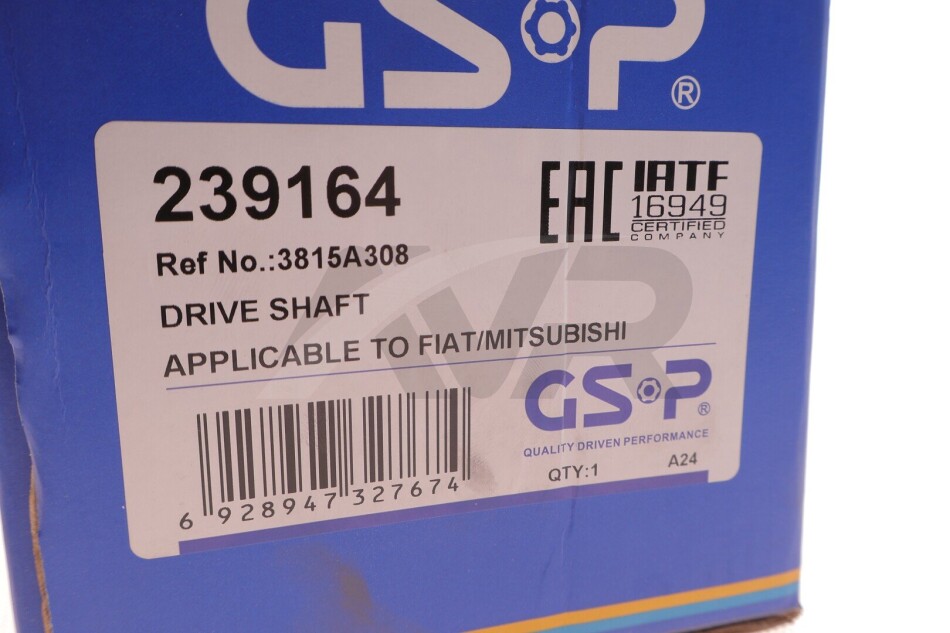 GSP®
239164
EAC
IATF
16949
CERTIFIED
COMPANY
Ref No.:3815A308
DRIVE SHAFT
APPLICABLE TO FIAT/MITSUBISHI
GSP®
QUALITY DRIVEN PERFORMANCE
QTY:1 A24
6 928947 327674
AVR